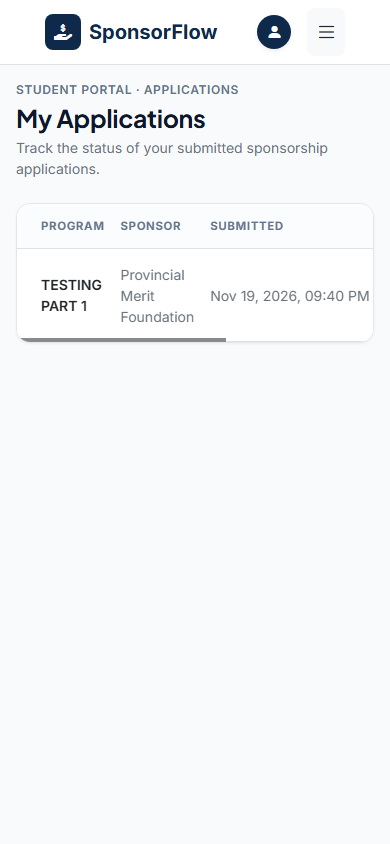 SponsorFlow
STUDENT PORTAL · APPLICATIONS
My Applications
Track the status of your submitted sponsorship
applications.
PROGRAM SPONSOR SUBMITTED
TESTING
PART 1
Provincial
Merit
Foundation
Nov 19, 2026, 09:40 PM